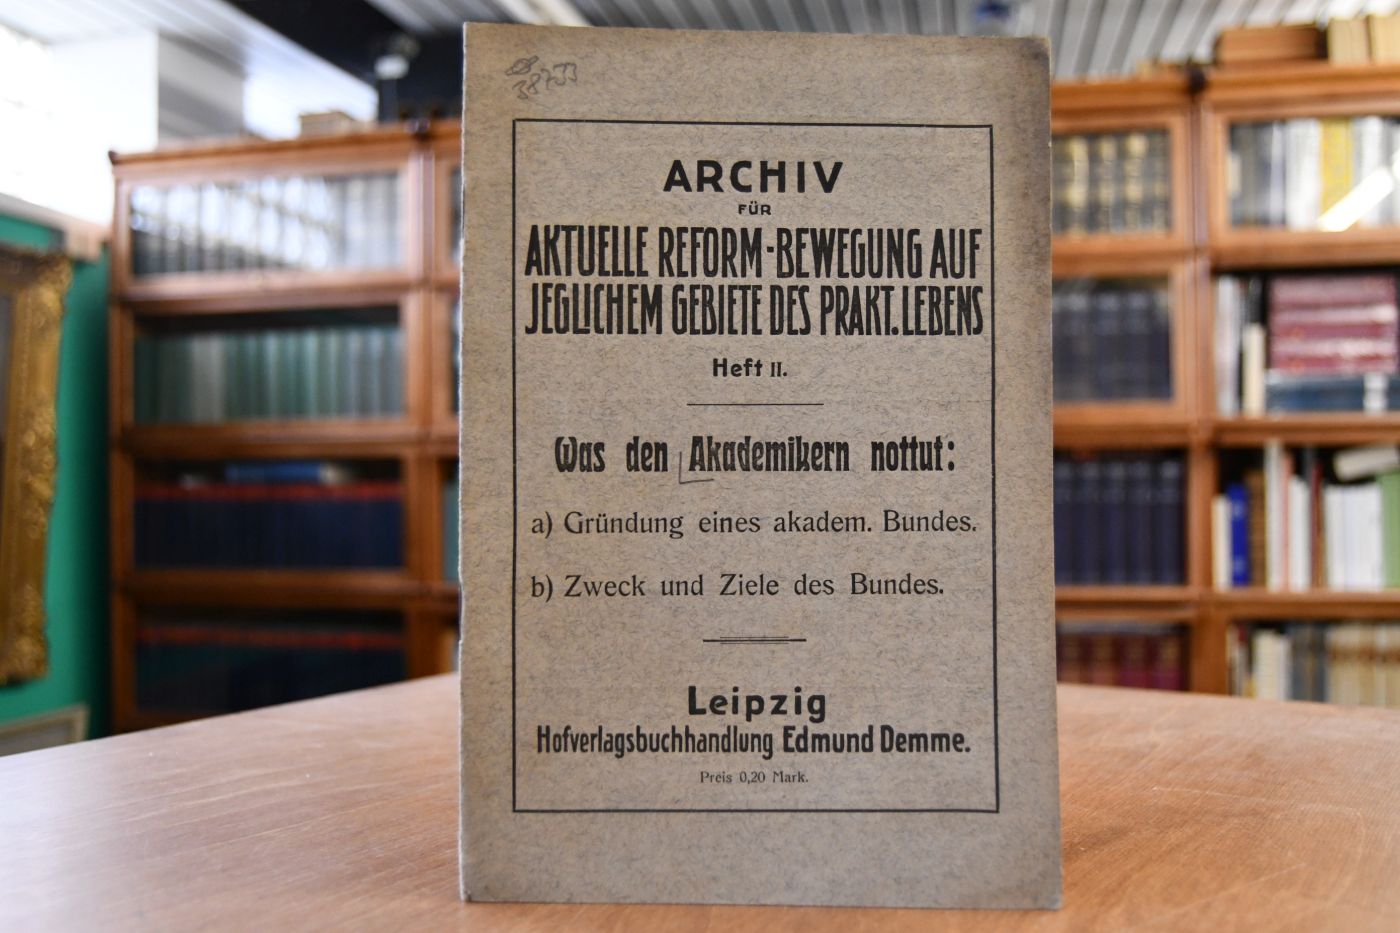 38733
ARCHIV
FÜR
AKTUELLE REFORM-BEWEGUNG AUF
JEGLICHEM GEBIETE DES PRAKT. LEBENS
Heft II.
Was den Akademikern nottut:
a) Gründung eines akadem. Bundes.
b) Zweck und Ziele des Bundes.
Leipzig
Hofverlagsbuchhandlung Edmund Demme.
Preis 0,20 Mark.